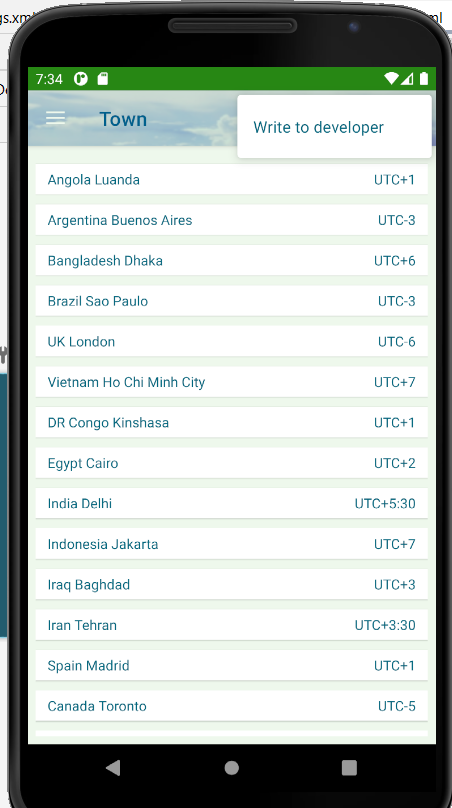 gs.xml
ml
De
7:34
Town
Write to developer
Angola Luanda UTC+1
Argentina Buenos Aires UTC-3
Bangladesh Dhaka UTC+6
Brazil Sao Paulo UTC-3
UK London UTC-6
Vietnam Ho Chi Minh City UTC+7
DR Congo Kinshasa UTC+1
Egypt Cairo UTC+2
India Delhi UTC+5:30
Indonesia Jakarta UTC+7
Iraq Baghdad UTC+3
Iran Tehran UTC+3:30
Spain Madrid UTC+1
Canada Toronto UTC-5